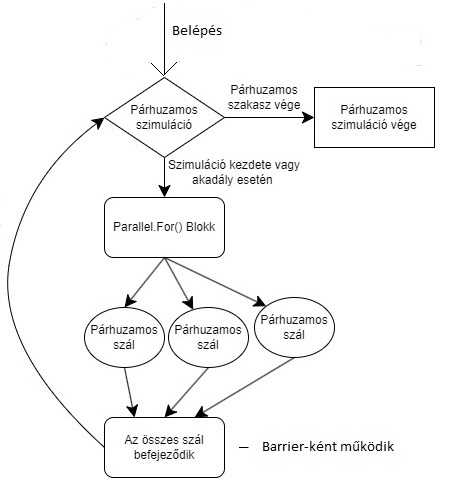 Belépés
Párhuzamos
szimuláció
Párhuzamos
szakasz vége
Párhuzamos
szimuláció vége
Szimuláció kezdete vagy
akadály esetén
Parallel.For() Blokk
Párhuzamos
szál
Párhuzamos
szál
Párhuzamos
szál
Az összes szál
befejeződik
— Barrier-ként működik